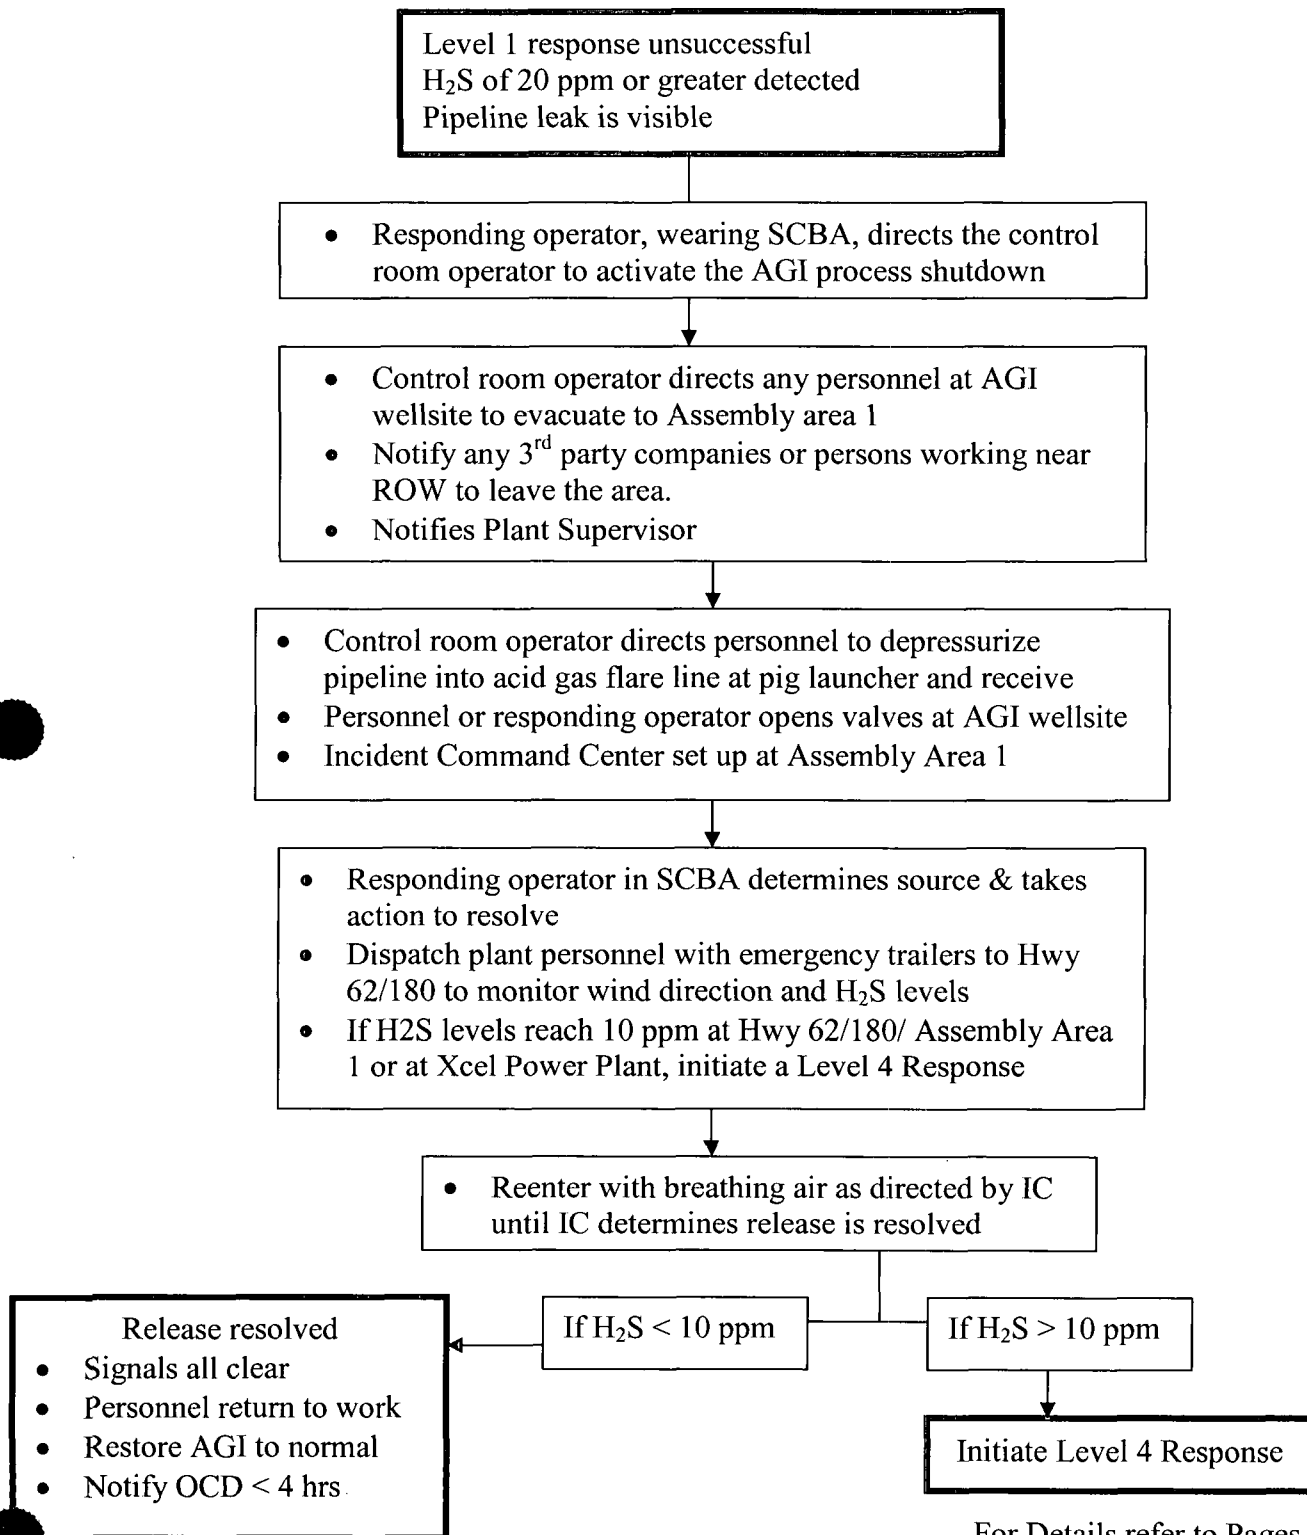 Level 1 response unsuccessful
H₂S of 20 ppm or greater detected
Pipeline leak is visible
• Responding operator, wearing SCBA, directs the control
room operator to activate the AGI process shutdown
• Control room operator directs any personnel at AGI
wellsite to evacuate to Assembly area 1
• Notify any 3rd party companies or persons working near
ROW to leave the area.
• Notifies Plant Supervisor
• Control room operator directs personnel to depressurize
pipeline into acid gas flare line at pig launcher and receive
• Personnel or responding operator opens valves at AGI wellsite
• Incident Command Center set up at Assembly Area 1
• Responding operator in SCBA determines source & takes
action to resolve
• Dispatch plant personnel with emergency trailers to Hwy
62/180 to monitor wind direction and H₂S levels
• If H2S levels reach 10 ppm at Hwy 62/180/ Assembly Area
1 or at Xcel Power Plant, initiate a Level 4 Response
• Reenter with breathing air as directed by IC
until IC determines release is resolved
If H₂S < 10 ppm
If H₂S > 10 ppm
Release resolved
• Signals all clear
• Personnel return to work
• Restore AGI to normal
• Notify OCD < 4 hrs
Initiate Level 4 Response
For Details refer to Pages